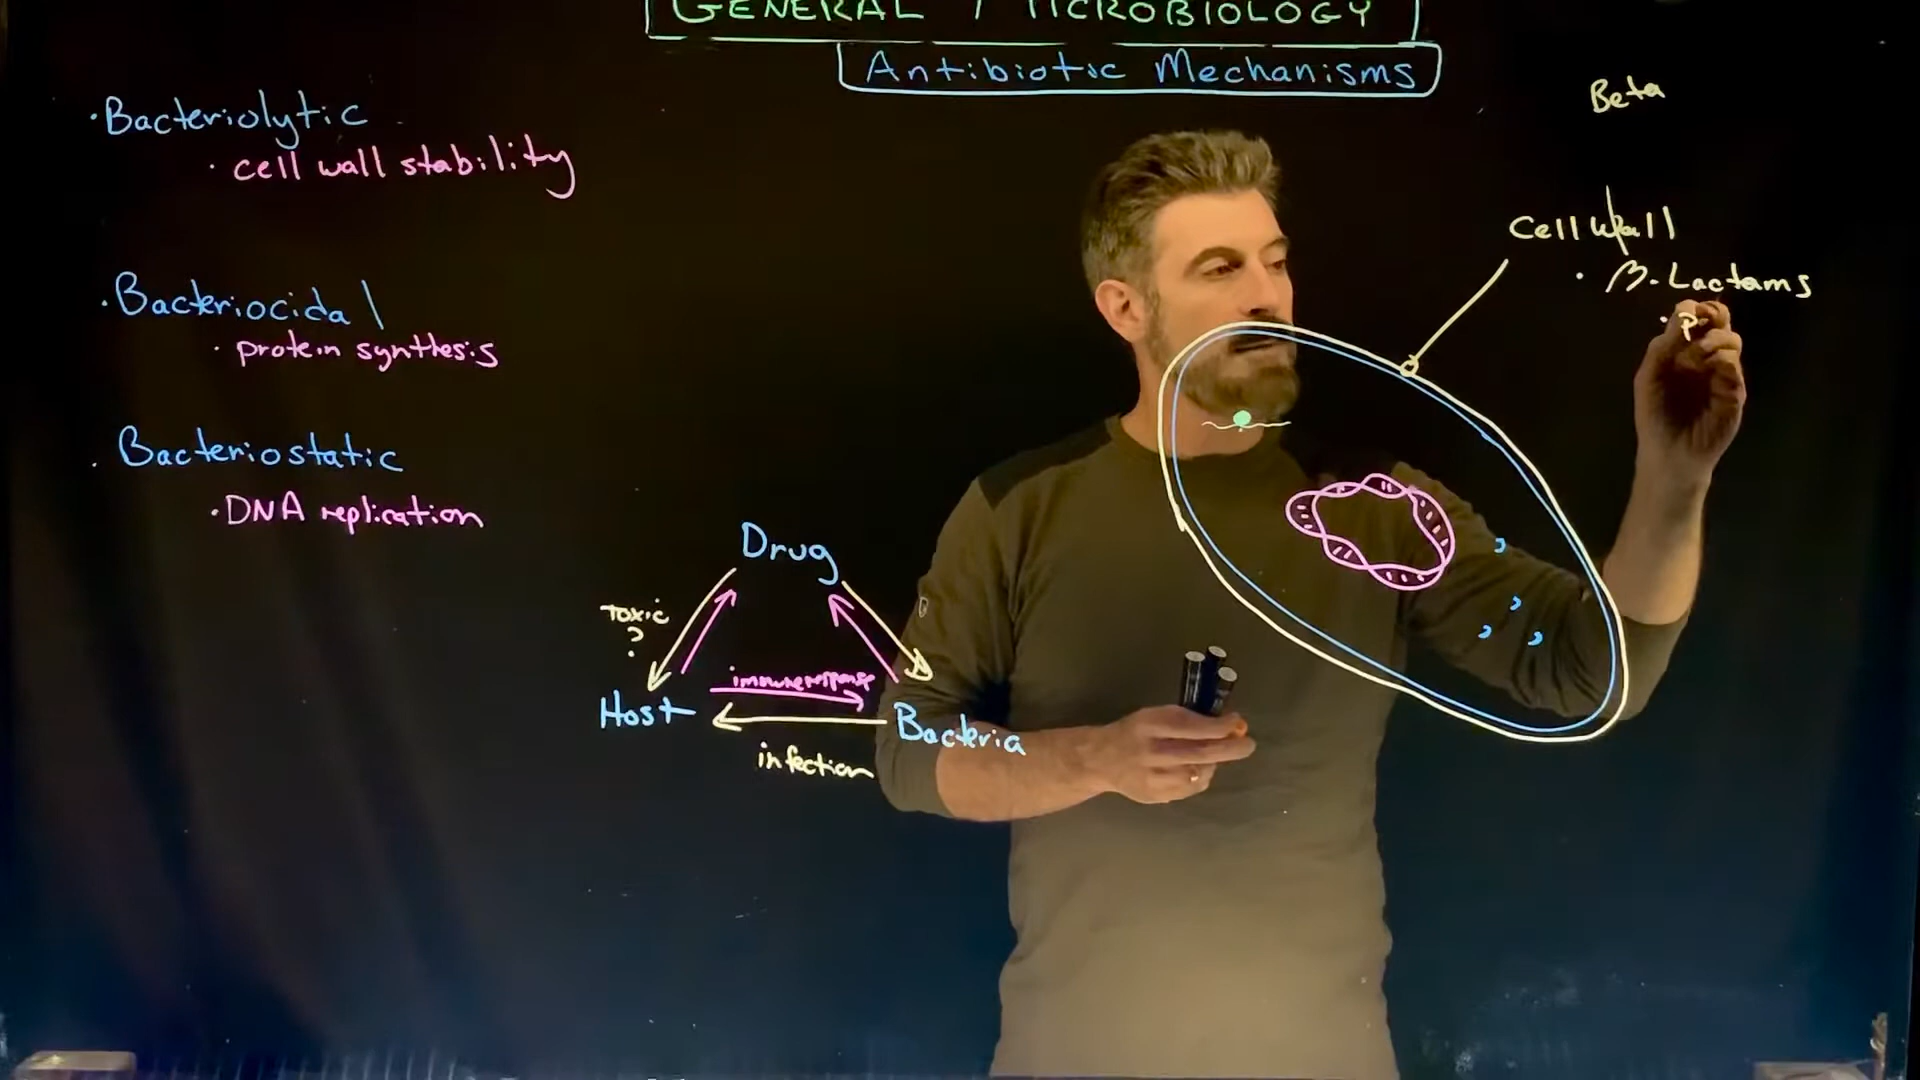 GENERAL MICROBIOLOGY
Antibiotic Mechanisms
Beta
• Bacteriolytic
• cell wall stability
• Bacteriocidal
• protein synthesis
• Bacteriostatic
• DNA replication
Cell Wall
• β-Lactams
• P
Drug
Toxic
?
immune response
Host
Bacteria
infection